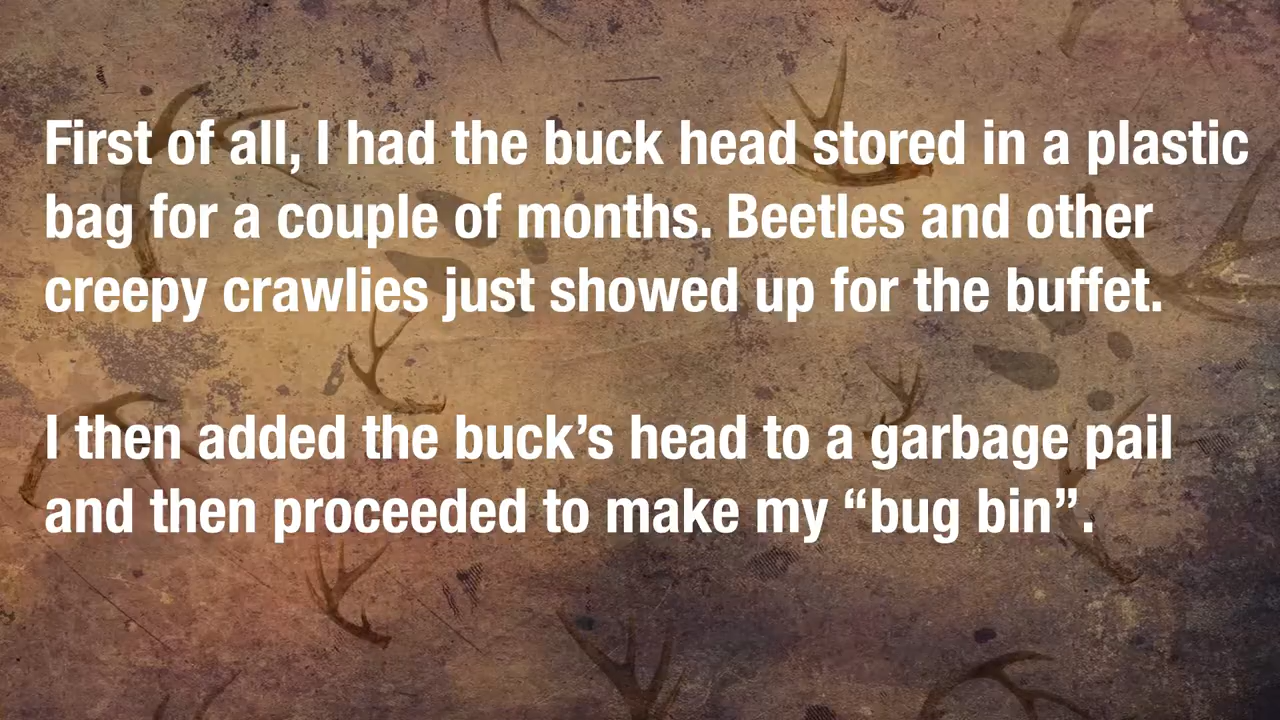 First of all, I had the buck head stored in a plastic
bag for a couple of months. Beetles and other
creepy crawlies just showed up for the buffet.
I then added the buck’s head to a garbage pail
and then proceeded to make my “bug bin”.